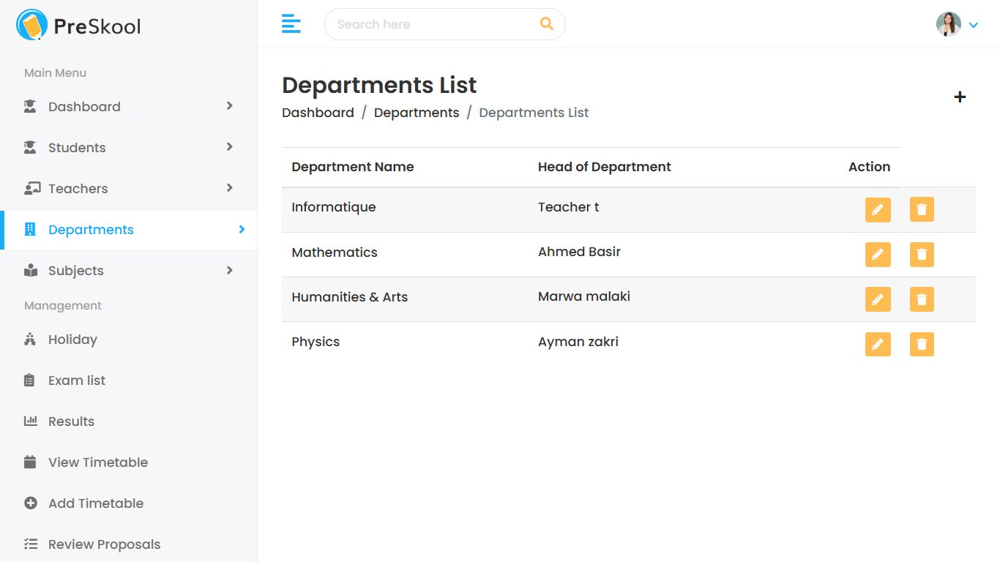 PreSkool
Search here
Main Menu
Dashboard
Students
Teachers
Departments
Subjects
Management
Holiday
Exam list
Results
View Timetable
Add Timetable
Review Proposals
Departments List
Dashboard / Departments / Departments List
Department Name Head of Department Action
Informatique Teacher t
Mathematics Ahmed Basir
Humanities & Arts Marwa malaki
Physics Ayman zakri